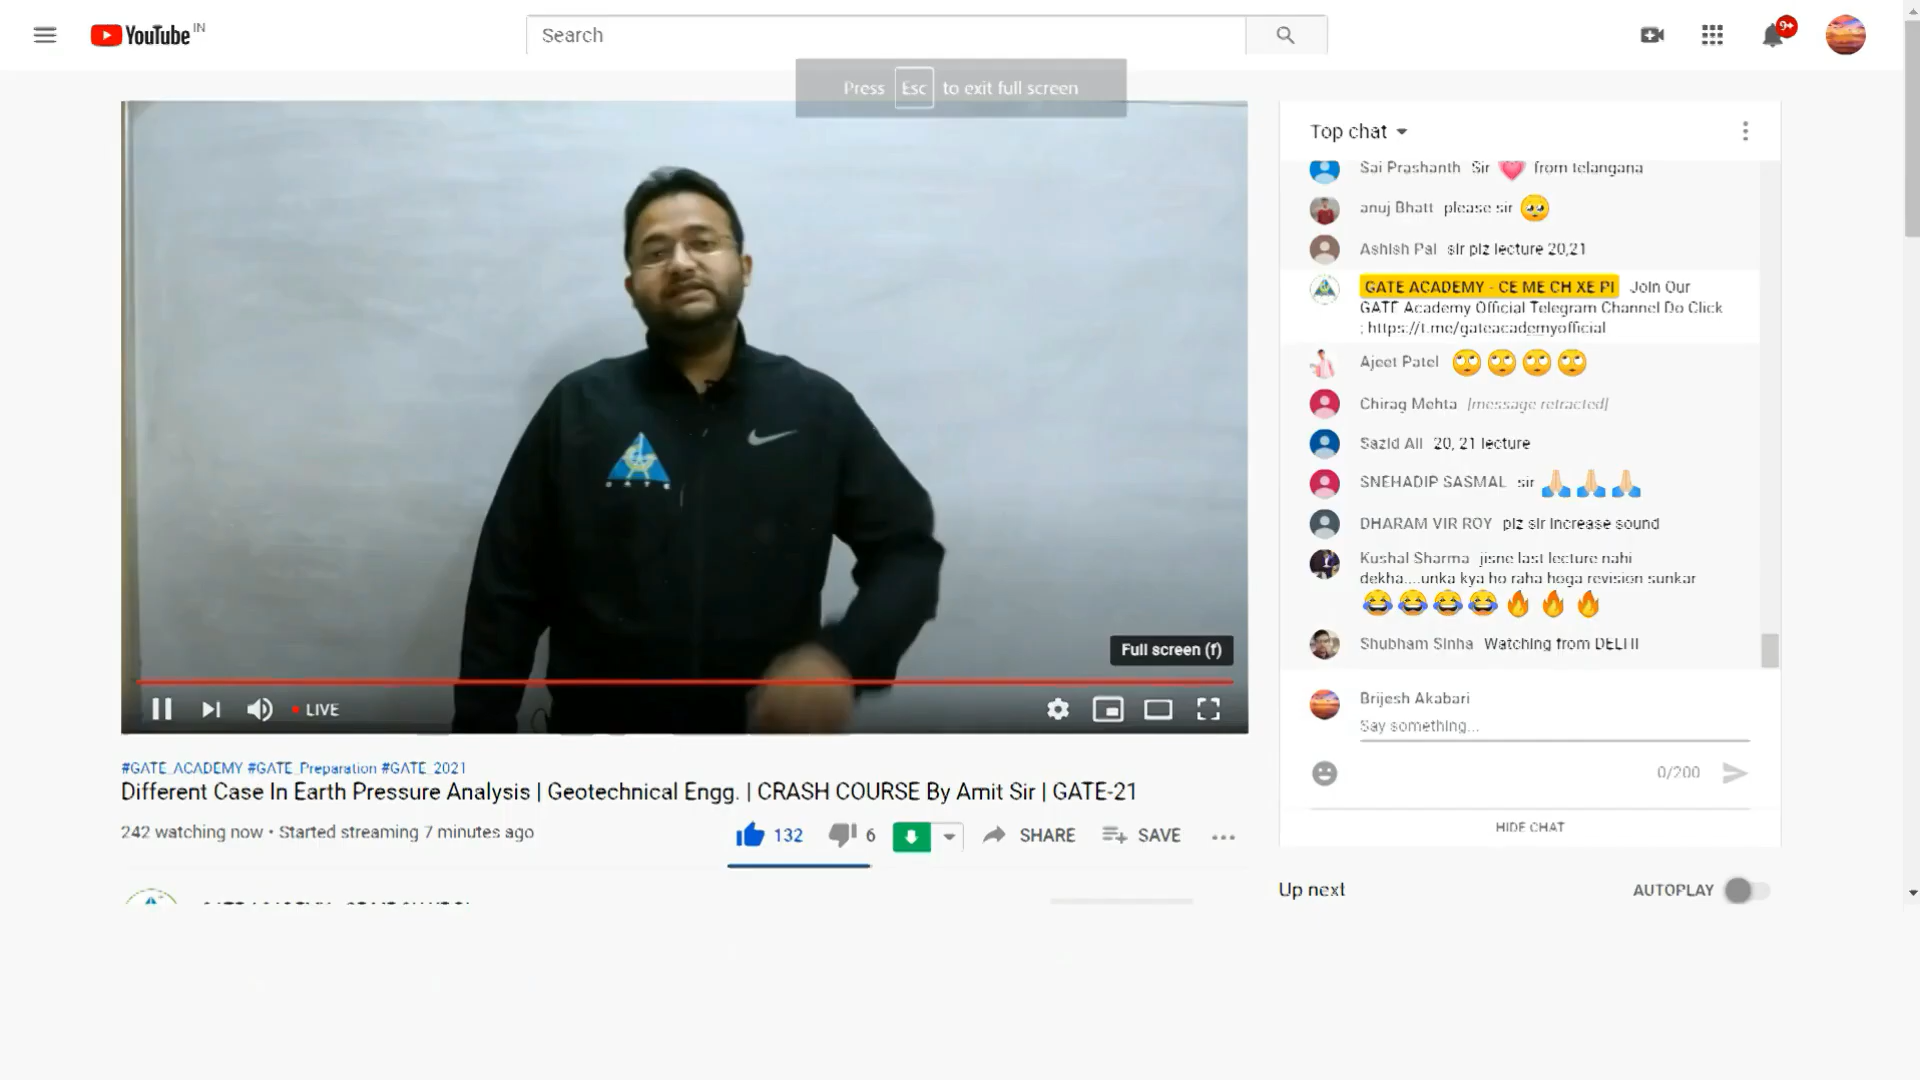 YouTube IN
Search
9+
Press Esc to exit full screen
Top chat
Sai Prashanth Sir from telangana
anuj Bhatt please sir
Ashish Pal sir plz lecture 20,21
GATE ACADEMY - CE ME CH XE PI Join Our
GATE Academy Official Telegram Channel Do Click
: https://t.me/gateacademyofficial
Ajeet Patel
Chirag Mehta [message retracted]
Sazid Ali 20, 21 lecture
SNEHADIP SASMAL sir
DHARAM VIR ROY plz sir increase sound
Kushal Sharma jisne last lecture nahi
dekha....unka kya ho raha hoga revision sunkar
Shubham Sinha Watching from DELHI
GATE
Full screen (f)
LIVE
Brijesh Akabari
Say something...
0/200
HIDE CHAT
#GATE_ACADEMY #GATE_Preparation #GATE_2021
Different Case In Earth Pressure Analysis | Geotechnical Engg. | CRASH COURSE By Amit Sir | GATE-21
242 watching now • Started streaming 7 minutes ago
132 6 SHARE SAVE
Up next AUTOPLAY